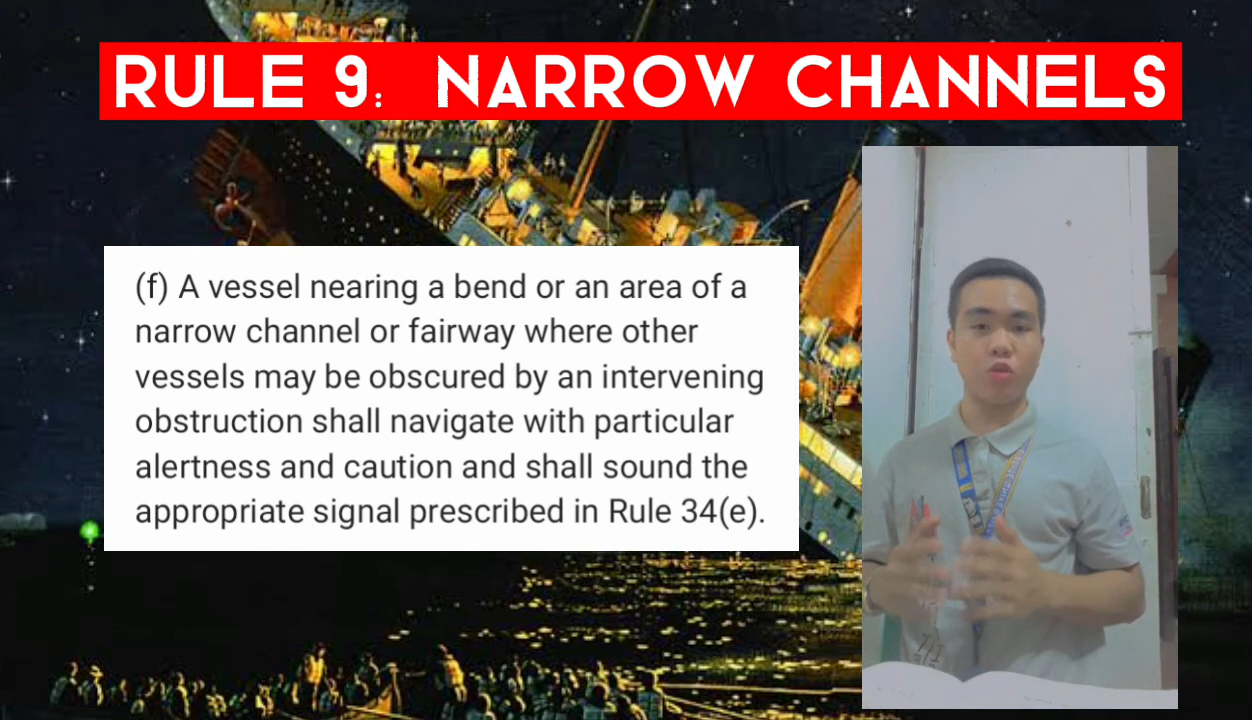 RULE 9: NARROW CHANNELS
(f) A vessel nearing a bend or an area of a
narrow channel or fairway where other
vessels may be obscured by an intervening
obstruction shall navigate with particular
alertness and caution and shall sound the
appropriate signal prescribed in Rule 34(e).